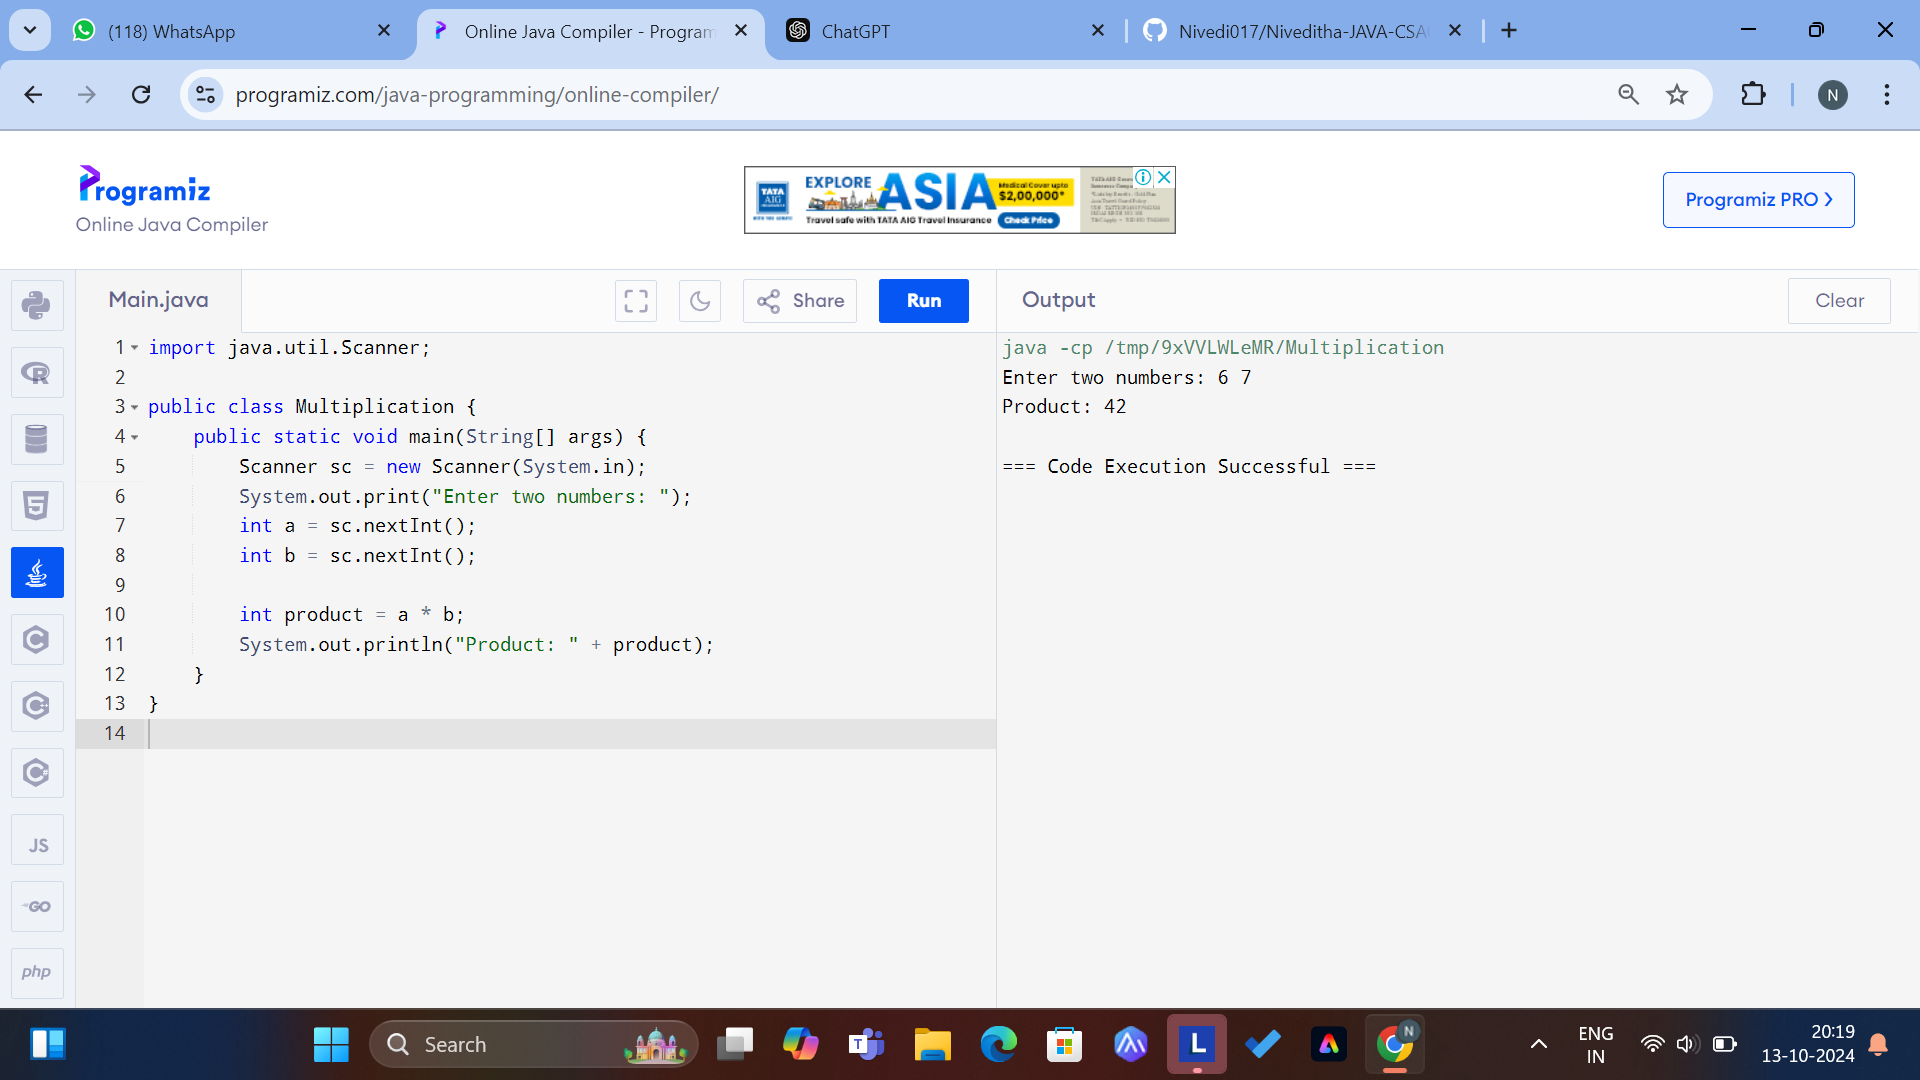 (118) WhatsApp
Online Java Compiler - Program
ChatGPT
Nivedi017/Niveditha-JAVA-CSA
programiz.com/java-programming/online-compiler/
N
Programiz
Online Java Compiler
TATA
AIG
EXPLORE ASIA
Medical Cover upto
$2,00,000*
Travel safe with TATA AIG Travel Insurance
Check Price
Programiz PRO
Main.java
Share
Run
Output
Clear
1 import java.util.Scanner;
2
3 public class Multiplication {
4 public static void main(String[] args) {
5 Scanner sc = new Scanner(System.in);
6 System.out.print("Enter two numbers: ");
7 int a = sc.nextInt();
8 int b = sc.nextInt();
9
10 int product = a * b;
11 System.out.println("Product: " + product);
12 }
13 }
14
java -cp /tmp/9xVVLWLeMR/Multiplication
Enter two numbers: 6 7
Product: 42
=== Code Execution Successful ===
R
5
C
C
C
JS
GO
php
Search
T
L
N
ENG
IN
20:19
13-10-2024